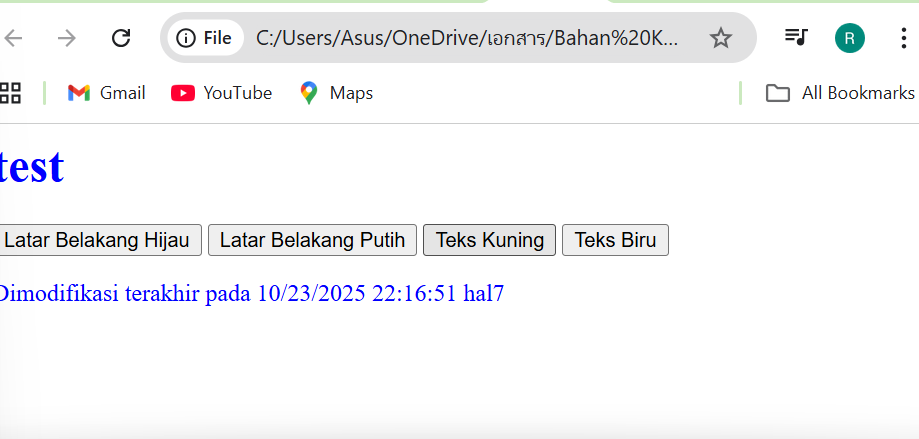 File C:/Users/Asus/OneDrive/เอกสาร/Bahan%20K... R
Gmail YouTube Maps All Bookmarks
test
Latar Belakang Hijau Latar Belakang Putih Teks Kuning Teks Biru
Dimodifikasi terakhir pada 10/23/2025 22:16:51 hal7